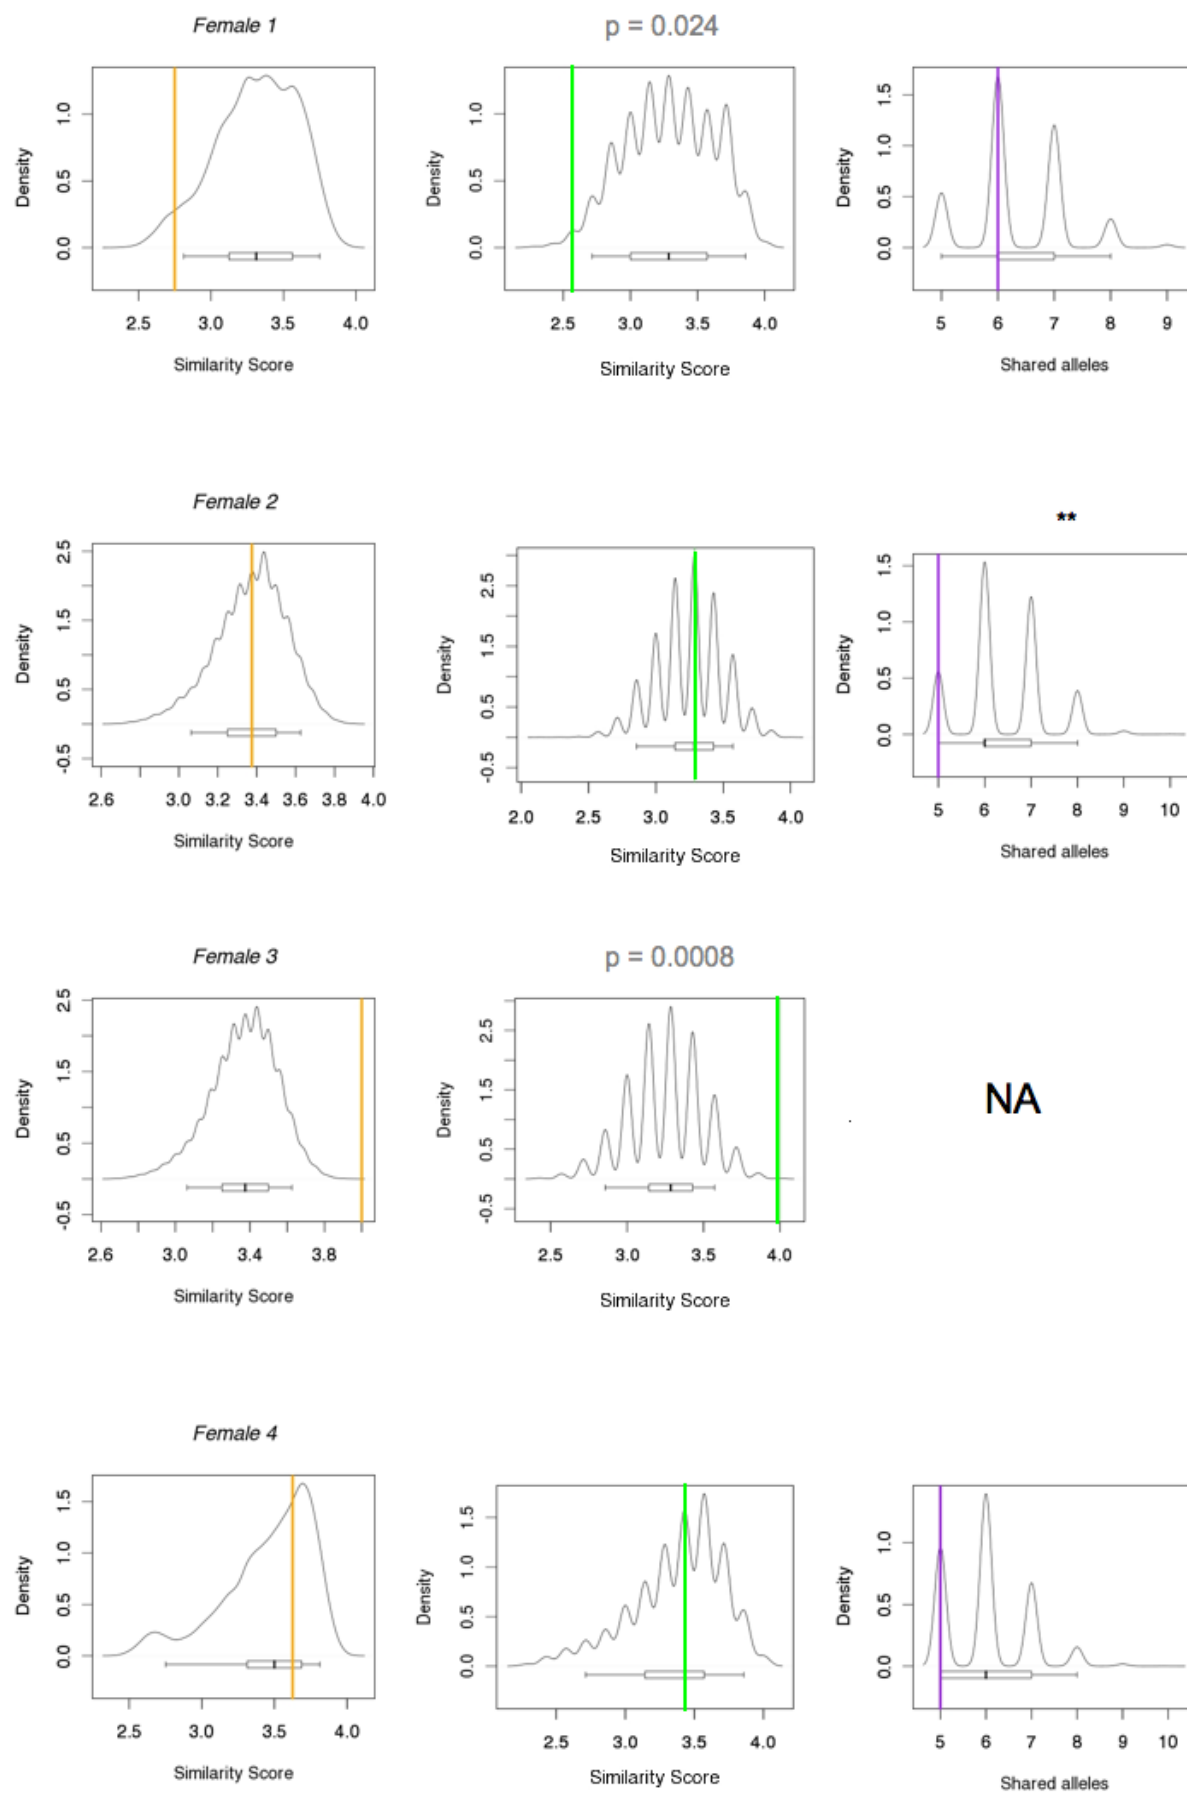 Female 1
p = 0.024
Density
0.0 0.5 1.0
2.5 3.0 3.5 4.0
Similarity Score
Density
0.0 0.5 1.0
2.5 3.0 3.5 4.0
Similarity Score
Density
0.0 0.5 1.0 1.5
5 6 7 8 9
Shared alleles
Female 2
**
Density
-0.5 0.5 1.5 2.5
2.6 3.0 3.2 3.4 3.6 4.0
Similarity Score
Density
-0.5 0.5 1.5 2.5
2.0 2.5 3.0 3.5 4.0
Similarity Score
Density
0.0 0.5 1.0 1.5
5 6 7 8 9 10
Shared alleles
Female 3
p = 0.0008
Density
-0.5 0.5 1.5 2.5
2.6 3.0 3.4 3.8
Similarity Score
Density
-0.5 0.5 1.5 2.5
2.5 3.0 3.5 4.0
Similarity Score
NA
Female 4
Density
0.0 0.5 1.0 1.5
2.5 3.0 3.5 4.0
Similarity Score
Density
0.0 0.5 1.0 1.5
2.5 3.0 3.5 4.0
Similarity Score
Density
0.0 0.5 1.0
5 6 7 8 9 10
Shared alleles